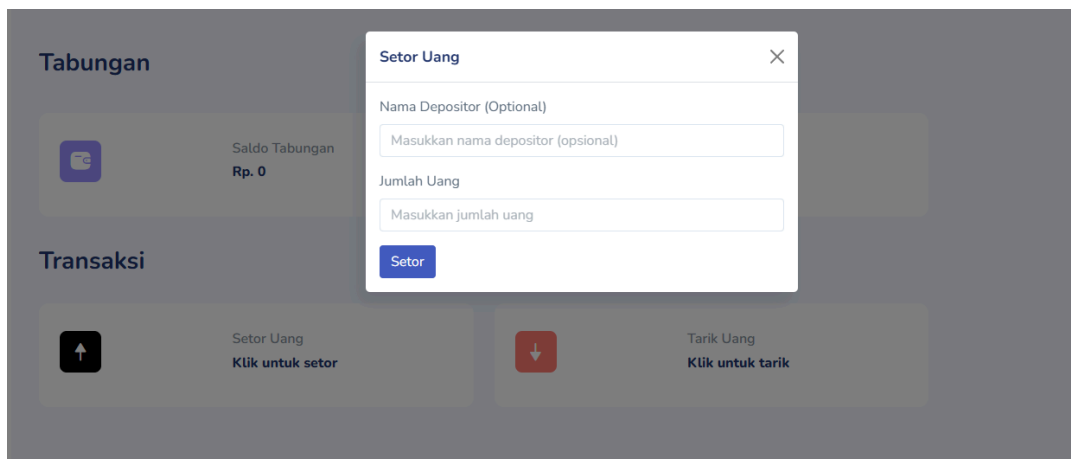 Tabungan
Saldo Tabungan
Rp. 0
Transaksi
Setor Uang
Klik untuk setor
Tarik Uang
Klik untuk tarik
Setor Uang
Nama Depositor (Optional)
Masukkan nama depositor (opsional)
Jumlah Uang
Masukkan jumlah uang
Setor